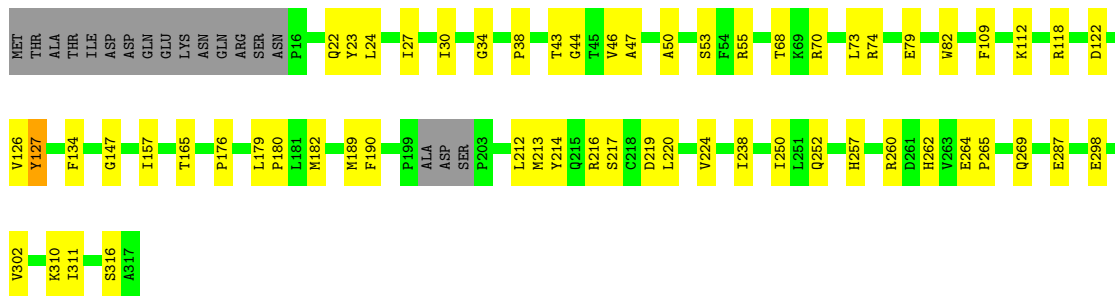 MET THR ALA THR ILE ASP ASP GLN GLU LYS ASN GLN ARG SER ASN P16 Q22 Y23 L24 I27 I30 G34 P38 T43 G44 T45 V46 A47 A50 S53 F54 R55 T68 K69 R70 L73 R74 E79 W82 F109 K112 R118 D122
V126 Y127 F134 G147 I157 T165 P176 L179 P180 L181 M182 M189 F190 P199 ALA ASP SER P203 L212 M213 Y214 Q215 R216 S217 C218 D219 L220 V224 I238 I250 L251 Q252 H257 R260 D261 H262 V263 E264 P265 Q269 E287 E298
V302 K310 I311 S316 A317